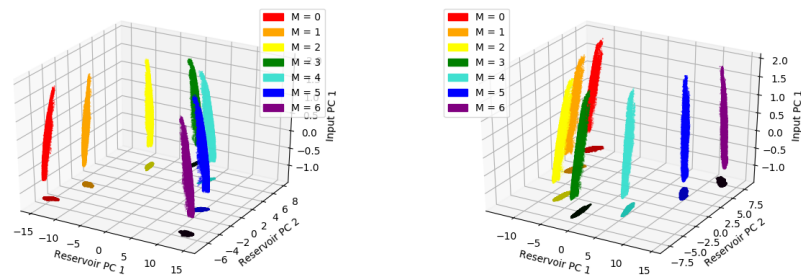 M = 0
M = 1
M = 2
M = 3
M = 4
M = 5
M = 6
1.0
0.5
0.0
−0.5
−1.0
Input PC 1
−15
−10
−5
0
5
10
15
Reservoir PC 1
−6
−4
−2
0
2
4
6
8
Reservoir PC 2
M = 0
M = 1
M = 2
M = 3
M = 4
M = 5
M = 6
2.0
1.5
1.0
0.5
0.0
−0.5
−1.0
Input PC 1
−10
−5
0
5
10
15
Reservoir PC 1
−7.5
−5.0
−2.5
0.0
2.5
5.0
7.5
Reservoir PC 2